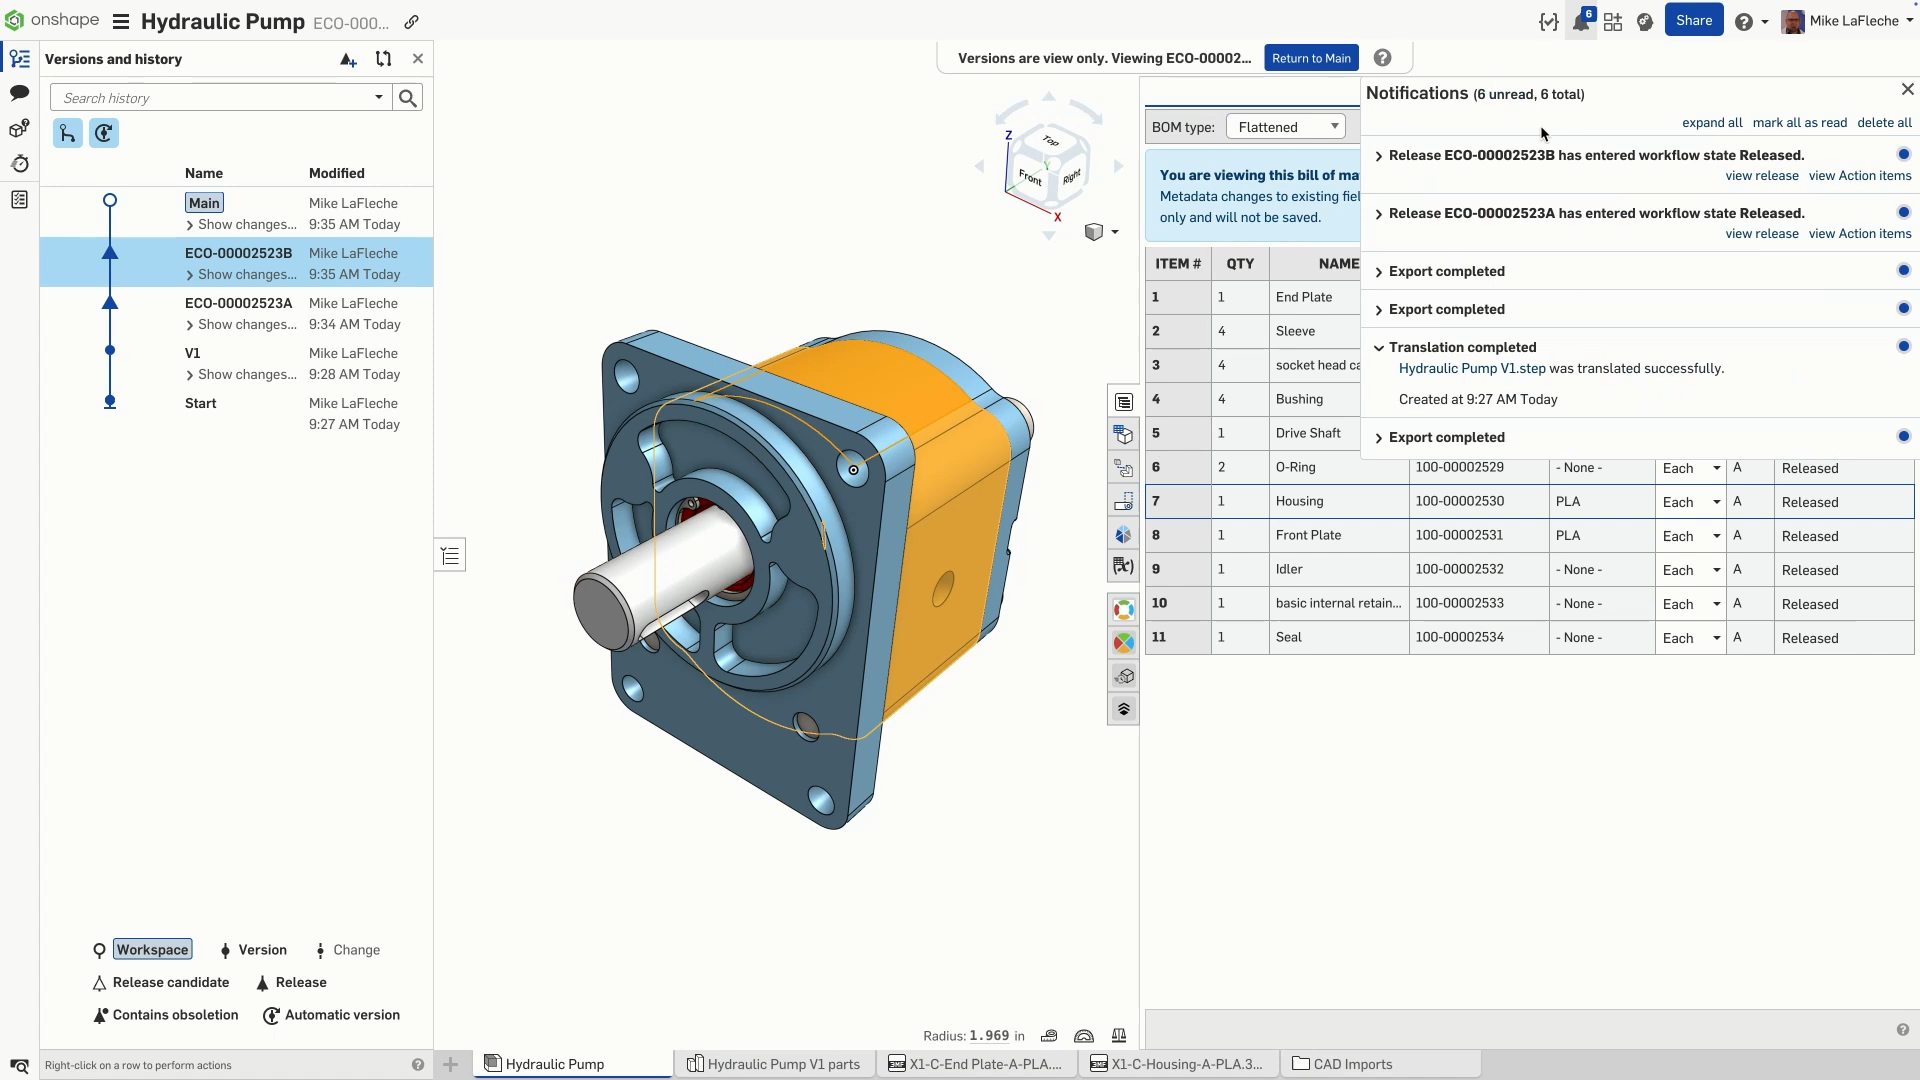 onshape
Hydraulic Pump ECO-000...
6
Share
Mike LaFleche
Versions and history
Search history
Name Modified
Main Mike LaFleche
Show changes... 9:35 AM Today
ECO-00002523B Mike LaFleche
Show changes... 9:35 AM Today
ECO-00002523A Mike LaFleche
Show changes... 9:34 AM Today
V1 Mike LaFleche
Show changes... 9:28 AM Today
Start Mike LaFleche
9:27 AM Today
Workspace Version Change
Release candidate Release
Contains obsoletion Automatic version
Right-click on a row to perform actions
Versions are view only. Viewing ECO-00002... Return to Main
Z
Top
Y
Front Right
X
Radius: 1.969 in
BOM type: Flattened
You are viewing this bill of ma
Metadata changes to existing fiel
only and will not be saved.
Notifications (6 unread, 6 total)
expand all mark all as read delete all
Release ECO-00002523B has entered workflow state Released.
view release view Action items
Release ECO-00002523A has entered workflow state Released.
view release view Action items
Export completed
Export completed
Translation completed
Hydraulic Pump V1.step was translated successfully.
Created at 9:27 AM Today
Export completed
ITEM # QTY NAME
1 1 End Plate
2 4 Sleeve
3 4 socket head ca
4 4 Bushing
5 1 Drive Shaft
6 2 O-Ring 100-00002529 - None - Each A Released
7 1 Housing 100-00002530 PLA Each A Released
8 1 Front Plate 100-00002531 PLA Each A Released
9 1 Idler 100-00002532 - None - Each A Released
10 1 basic internal retain... 100-00002533 - None - Each A Released
11 1 Seal 100-00002534 - None - Each A Released
Hydraulic Pump
Hydraulic Pump V1 parts
X1-C-End Plate-A-PLA....
X1-C-Housing-A-PLA.3...
CAD Imports